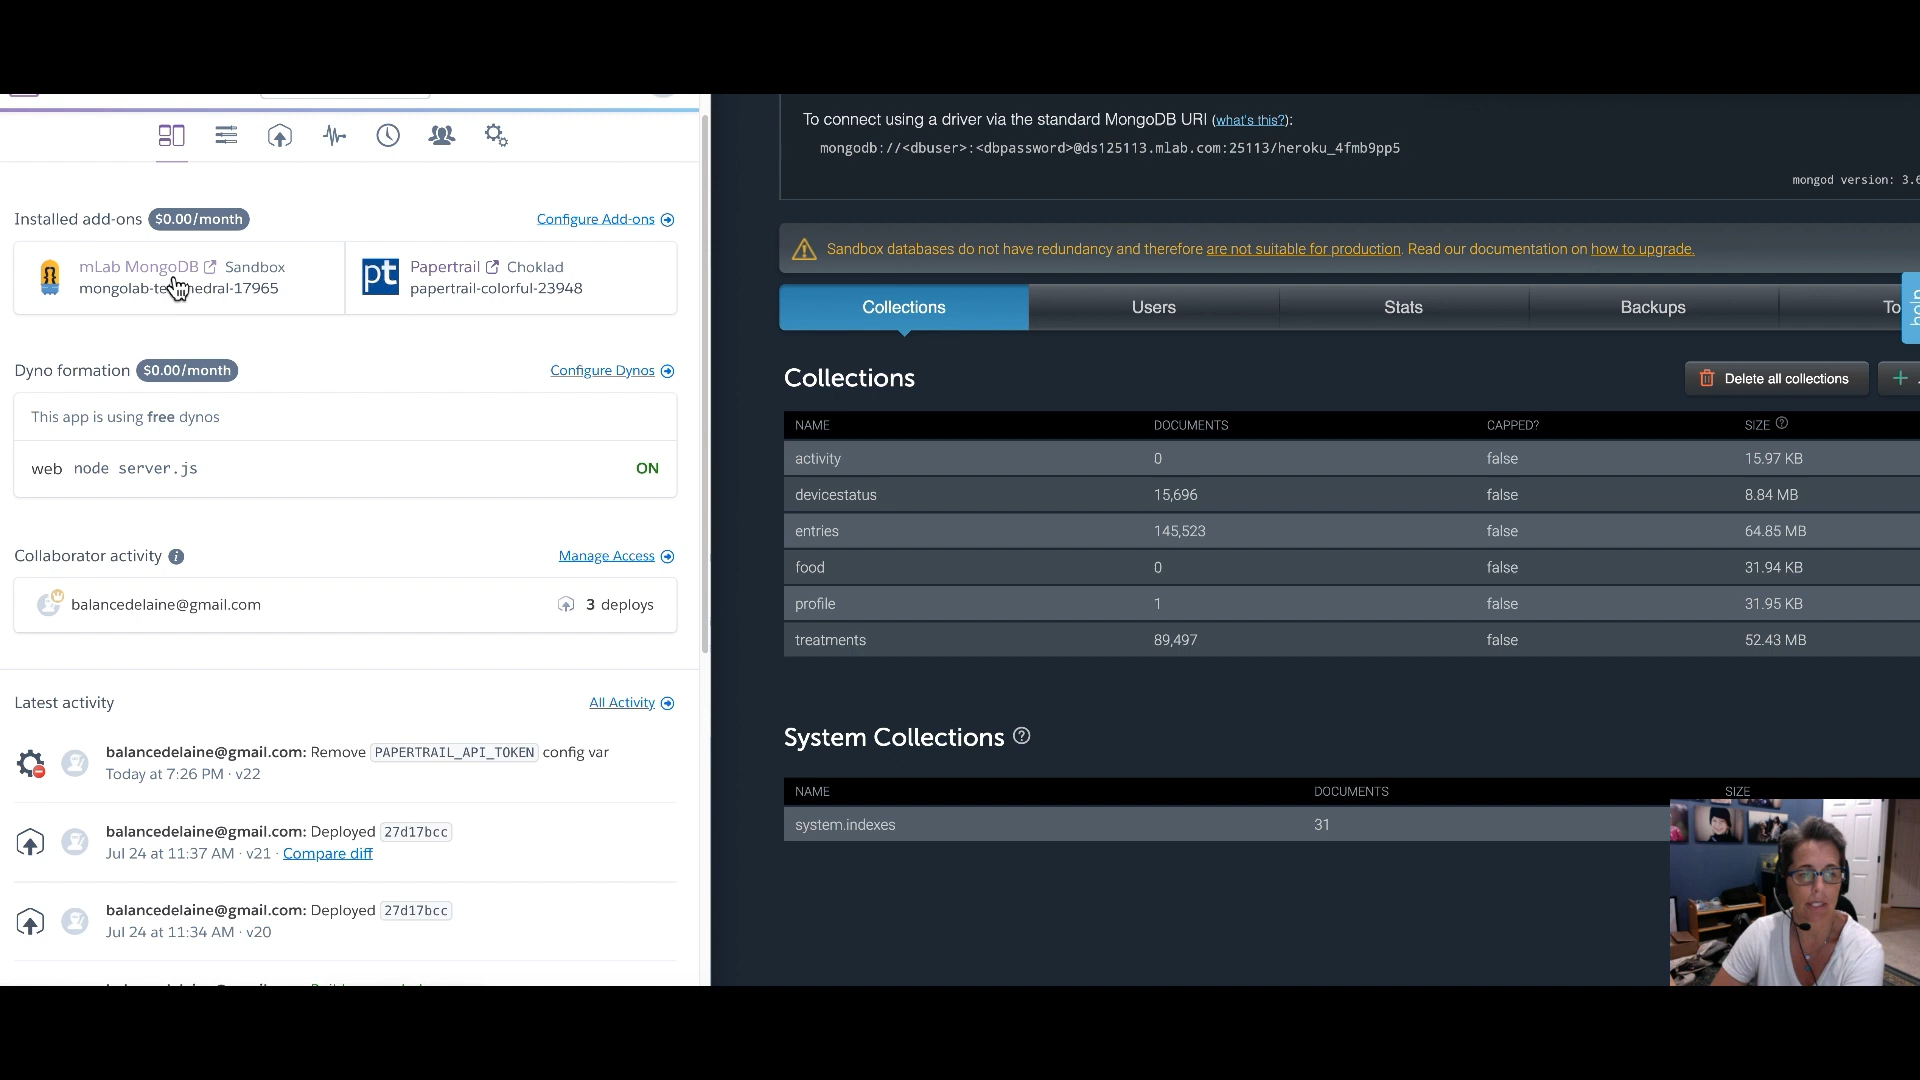 Installed add-ons $0.00/month Configure Add-ons
mLab MongoDB Sandbox
pt Papertrail Choklad
papertrail-colorful-23948
Dyno formation $0.00/month Configure Dynos
This app is using free dynos
web node server.js ON
Collaborator activity Manage Access
balancedelaine@gmail.com 3 deploys
Latest activity All Activity
balancedelaine@gmail.com: Remove PAPERTRAIL_API_TOKEN config var
Today at 7:26 PM · v22
balancedelaine@gmail.com: Deployed 27d17bcc
Jul 24 at 11:37 AM · v21 · Compare diff
balancedelaine@gmail.com: Deployed 27d17bcc
Jul 24 at 11:34 AM · v20
To connect using a driver via the standard MongoDB URI (what's this?):
mongodb://<dbuser>:<dbpassword>@ds125113.mlab.com:25113/heroku_4fmb9pp5
mongod version: 3.6
Sandbox databases do not have redundancy and therefore are not suitable for production. Read our documentation on how to upgrade.
Collections Users Stats Backups To
help
Collections
Delete all collections
NAME DOCUMENTS CAPPED? SIZE
activity 0 false 15.97 KB
devicestatus 15,696 false 8.84 MB
entries 145,523 false 64.85 MB
food 0 false 31.94 KB
profile 1 false 31.95 KB
treatments 89,497 false 52.43 MB
System Collections
NAME DOCUMENTS SIZE
system.indexes 31